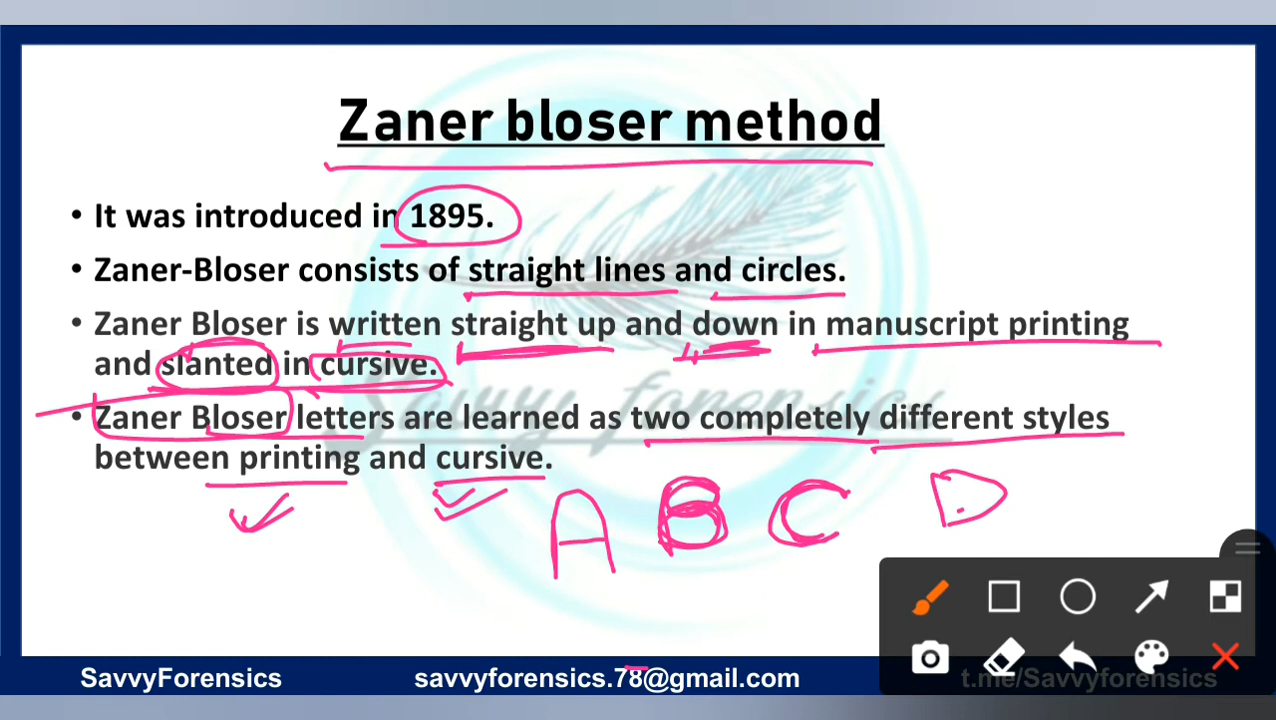 Zaner bloser method
• It was introduced in 1895.
• Zaner-Bloser consists of straight lines and circles.
• Zaner Bloser is written straight up and down in manuscript printing
and slanted in cursive.
• Zaner Bloser letters are learned as two completely different styles
between printing and cursive.
Savvy forensics
A B C D
SavvyForensics savvyforensics.78@gmail.com t.me/Savvyforensics